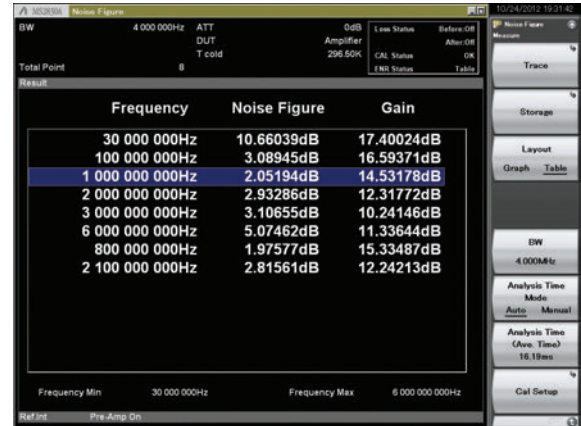 MS2830A Noise Figure
10/24/2012 19:31:42
BW 4 000 000Hz ATT 0dB
DUT Amplifier
T cold 296.50K
Total Point 8
Loss Status Before:Off
After:Off
CAL Status OK
ENR Status Table
Result
Frequency Noise Figure Gain
30 000 000Hz 10.66039dB 17.40024dB
100 000 000Hz 3.08945dB 16.59371dB
1 000 000 000Hz 2.05194dB 14.53178dB
2 000 000 000Hz 2.93286dB 12.31772dB
3 000 000 000Hz 3.10655dB 10.24146dB
6 000 000 000Hz 5.07462dB 11.33644dB
800 000 000Hz 1.97577dB 15.33487dB
2 100 000 000Hz 2.81561dB 12.24213dB
Frequency Min 30 000 000Hz Frequency Max 6 000 000 000Hz
Ref.Int Pre-Amp On
Noise Figure
Measure
Trace
Storage
Layout
Graph Table
BW
4.000MHz
Analysis Time
Mode
Auto Manual
Analysis Time
(Ave. Time)
16.19ms
Cal Setup